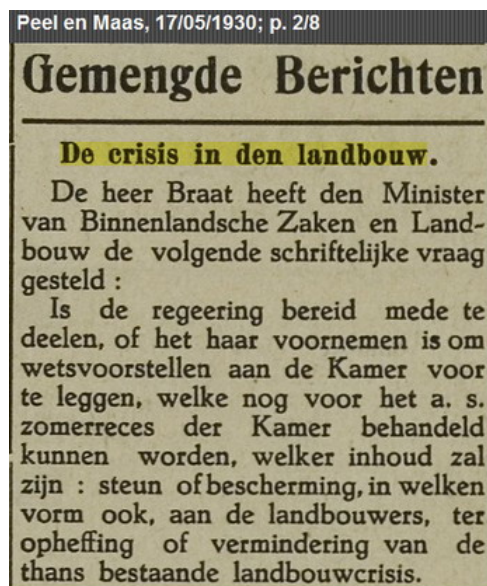 Peel en Maas, 17/05/1930; p. 2/8
Gemengde Berichten
De crisis in den landbouw.
De heer Braat heeft den Minister
van Binnenlandsche Zaken en Land-
bouw de volgende schriftelijke vraag
gesteld :
Is de regeering bereid mede te
deelen, of het haar voornemen is om
wetsvoorstellen aan de Kamer voor
te leggen, welke nog voor het a. s.
zomerreces der Kamer behandeld
kunnen worden, welker inhoud zal
zijn : steun of bescherming, in welken
vorm ook, aan de landbouwers, ter
opheffing of vermindering van de
thans bestaande landbouwcrisis.